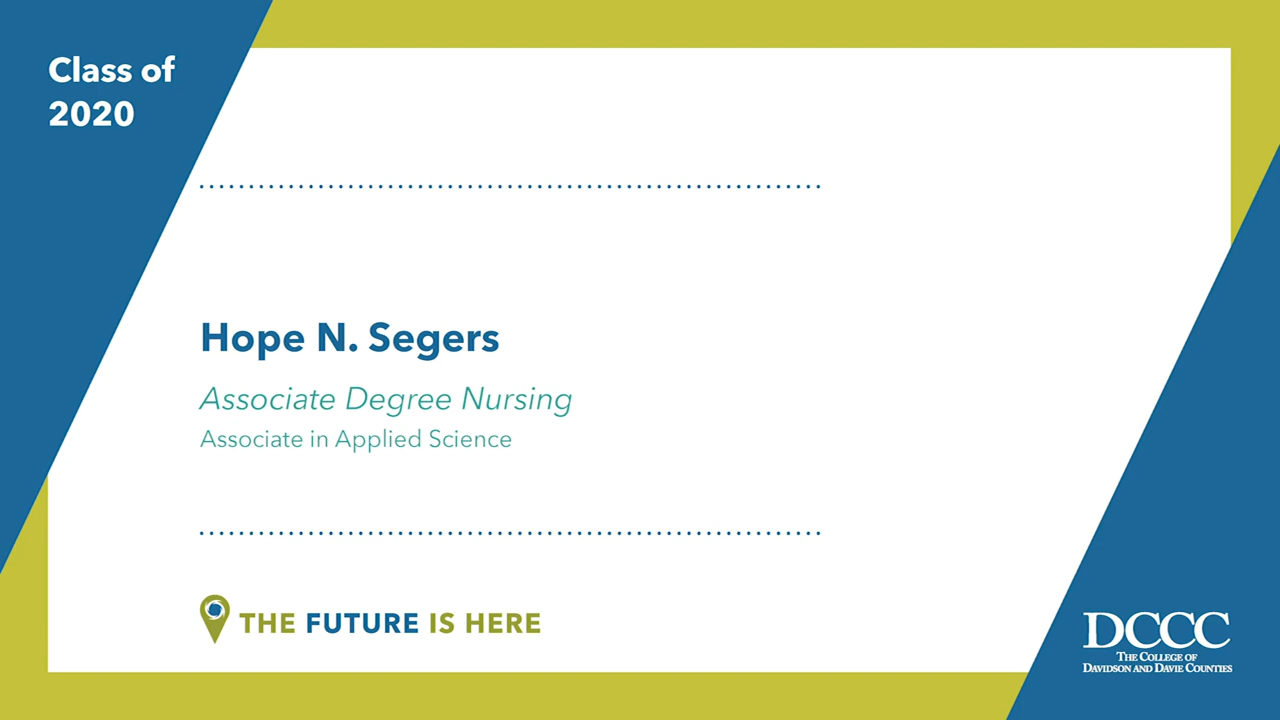 Class of
2020
Hope N. Segers
Associate Degree Nursing
Associate in Applied Science
THE FUTURE IS HERE
DCCC
THE COLLEGE OF
DAVIDSON AND DAVIE COUNTIES